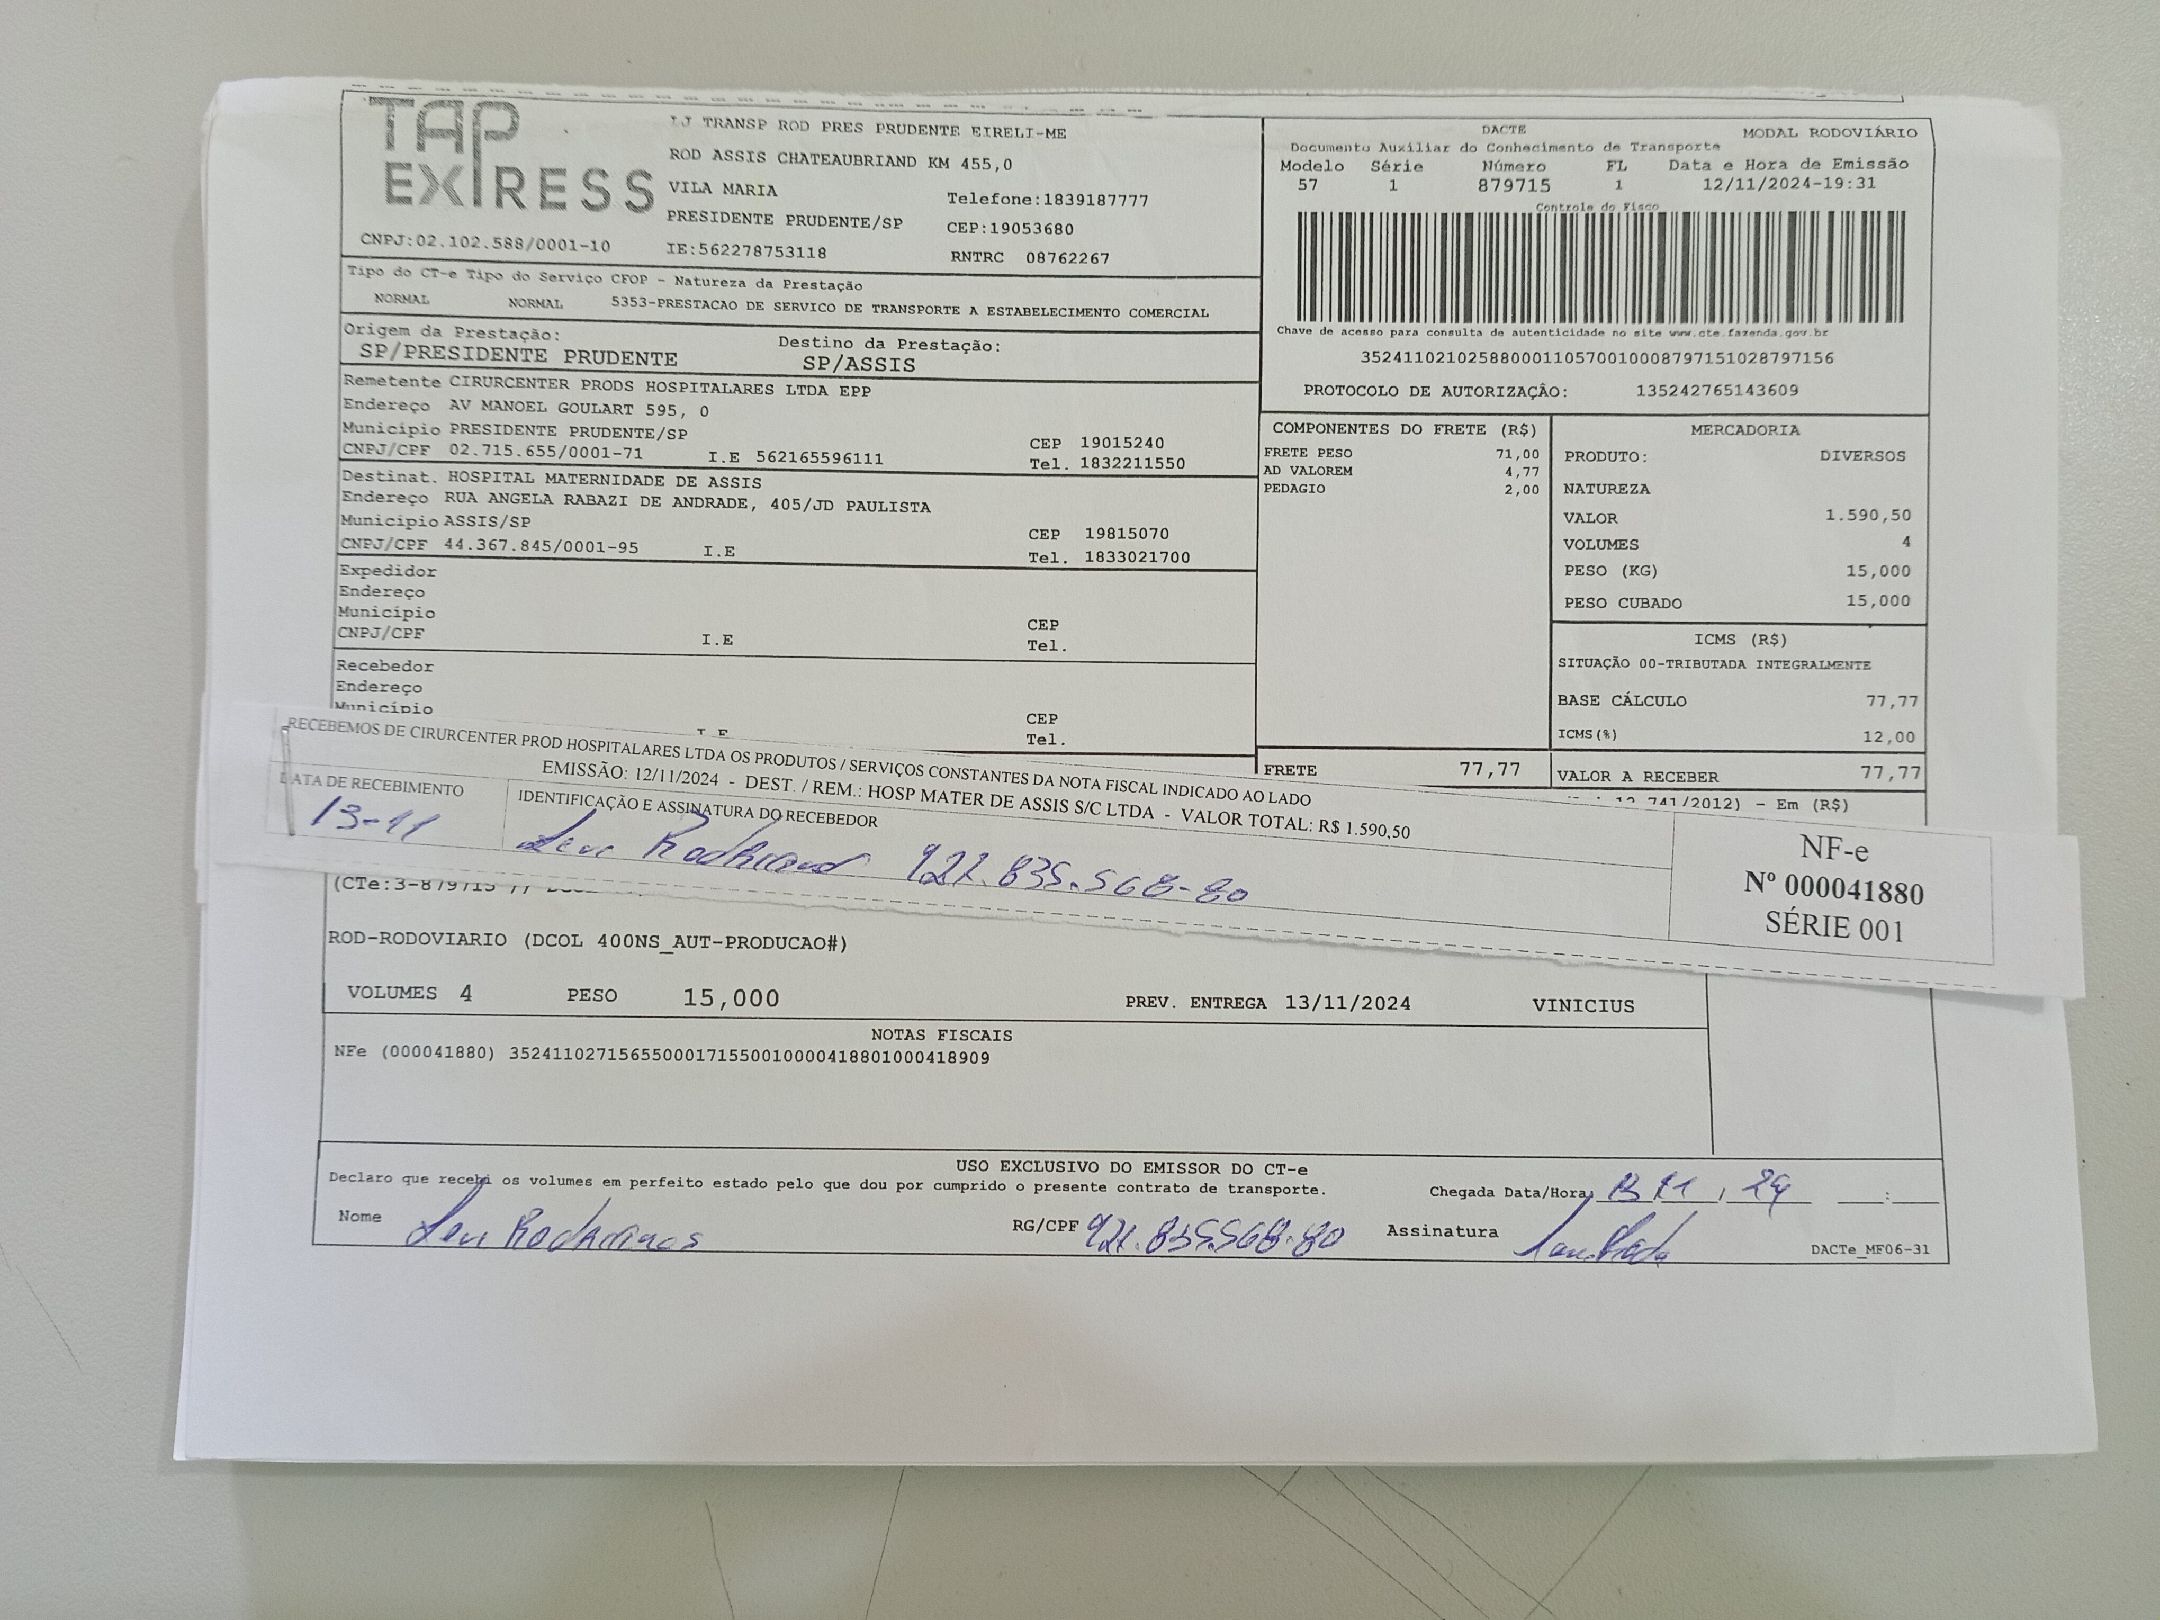 TAP
EXPRESS
LJ TRANSP ROD PRES PRUDENTE EIRELI-ME
ROD ASSIS CHATEAUBRIAND KM 455,0
VILA MARIA
Telefone:1839187777
PRESIDENTE PRUDENTE/SP
CEP:19053680
CNPJ:02.102.588/0001-10
IE:562278753118
RNTRC 08762267
DACTE
MODAL RODOVIÁRIO
Documento Auxiliar do Conhecimento de Transporte
Modelo Série Número FL Data e Hora de Emissão
57 1 879715 1 12/11/2024-19:31
Controle do Fisco
Chave de acesso para consulta de autenticidade no site www.cte.fazenda.gov.br
35241102102588000110570010008797151028797156
PROTOCOLO DE AUTORIZAÇÂO: 135242765143609
Tipo do CT-e Tipo do Serviço CFOP - Natureza da Prestação
NORMAL NORMAL 5353-PRESTACAO DE SERVICO DE TRANSPORTE A ESTABELECIMENTO COMERCIAL
Origem da Prestação: Destino da Prestação:
SP/PRESIDENTE PRUDENTE SP/ASSIS
Remetente CIRURCENTER PRODS HOSPITALARES LTDA EPP
Endereço AV MANOEL GOULART 595, 0
Município PRESIDENTE PRUDENTE/SP CEP 19015240
CNPJ/CPF 02.715.655/0001-71 I.E 562165596111 Tel. 1832211550
Destinat. HOSPITAL MATERNIDADE DE ASSIS
Endereço RUA ANGELA RABAZI DE ANDRADE, 405/JD PAULISTA
Município ASSIS/SP CEP 19815070
CNPJ/CPF 44.367.845/0001-95 I.E Tel. 1833021700
Expedidor
Endereço
Município CEP
CNPJ/CPF I.E Tel.
Recebedor
Endereço
Município CEP
I.E Tel.
COMPONENTES DO FRETE (R$)
FRETE PESO 71,00
AD VALOREM 4,77
PEDAGIO 2,00
FRETE 77,77
MERCADORIA
PRODUTO: DIVERSOS
NATUREZA
VALOR 1.590,50
VOLUMES 4
PESO (KG) 15,000
PESO CUBADO 15,000
ICMS (R$)
SITUAÇÃO 00-TRIBUTADA INTEGRALMENTE
BASE CÁLCULO 77,77
ICMS(%) 12,00
VALOR A RECEBER 77,77
12.741/2012) - Em (R$)
RECEBEMOS DE CIRURCENTER PROD HOSPITALARES LTDA OS PRODUTOS / SERVIÇOS CONSTANTES DA NOTA FISCAL INDICADO AO LADO
EMISSÃO: 12/11/2024 - DEST. / REM.: HOSP MATER DE ASSIS S/C LTDA - VALOR TOTAL: R$ 1.590,50
DATA DE RECEBIMENTO IDENTIFICAÇÃO E ASSINATURA DO RECEBEDOR
13-11 921.835.568-80
NF-e
Nº 000041880
SÉRIE 001
(CTe:3-879715
ROD-RODOVIARIO (DCOL 400NS_AUT-PRODUCAO#)
VOLUMES 4 PESO 15,000 PREV. ENTREGA 13/11/2024 VINICIUS
NOTAS FISCAIS
NFe (000041880) 35241102715655000171550010000418801000418909
USO EXCLUSIVO DO EMISSOR DO CT-e
Declaro que recebi os volumes em perfeito estado pelo que dou por cumprido o presente contrato de transporte.
Chegada Data/Hora 13 11, 24 :
Nome RG/CPF 921.835.568-80 Assinatura
DACTe_MF06-31